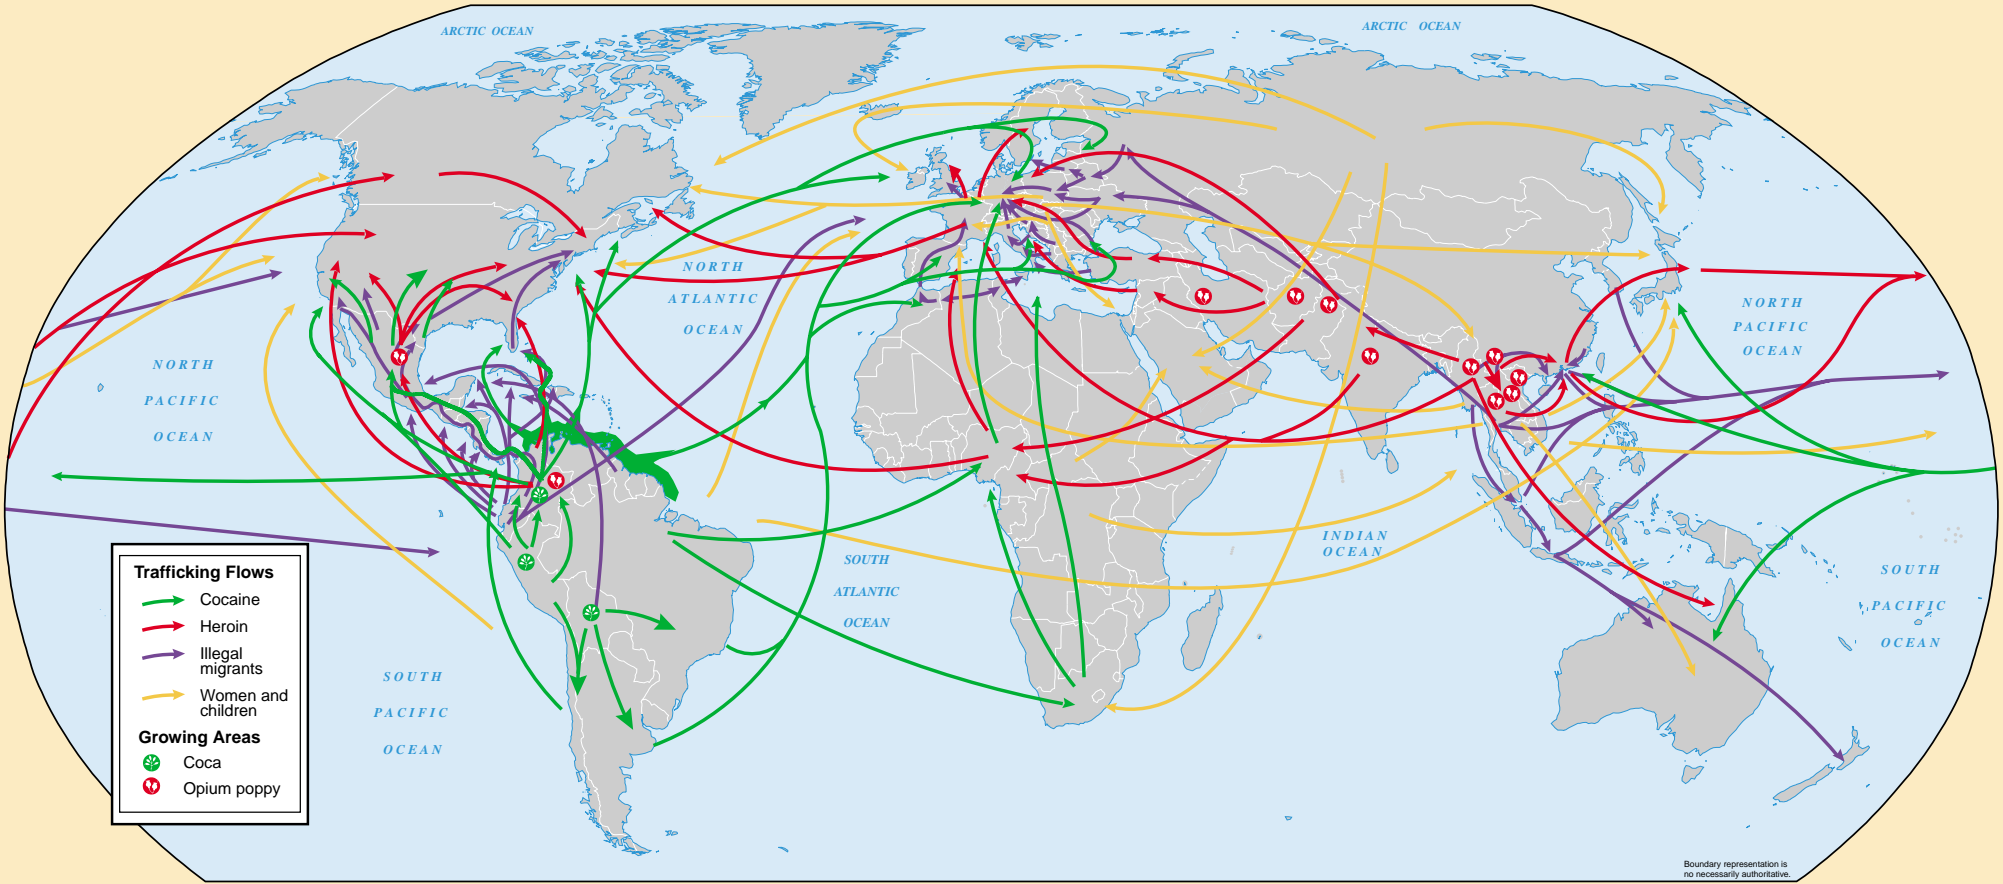 ARCTIC OCEAN
ARCTIC OCEAN
NORTH
ATLANTIC
OCEAN
NORTH
PACIFIC
OCEAN
NORTH
PACIFIC
OCEAN
INDIAN
OCEAN
SOUTH
ATLANTIC
OCEAN
SOUTH
PACIFIC
OCEAN
SOUTH
PACIFIC
OCEAN
Trafficking Flows
Cocaine
Heroin
Illegal
migrants
Women and
children
Growing Areas
Coca
Opium poppy
Boundary representation is
no necessarily authoritative.